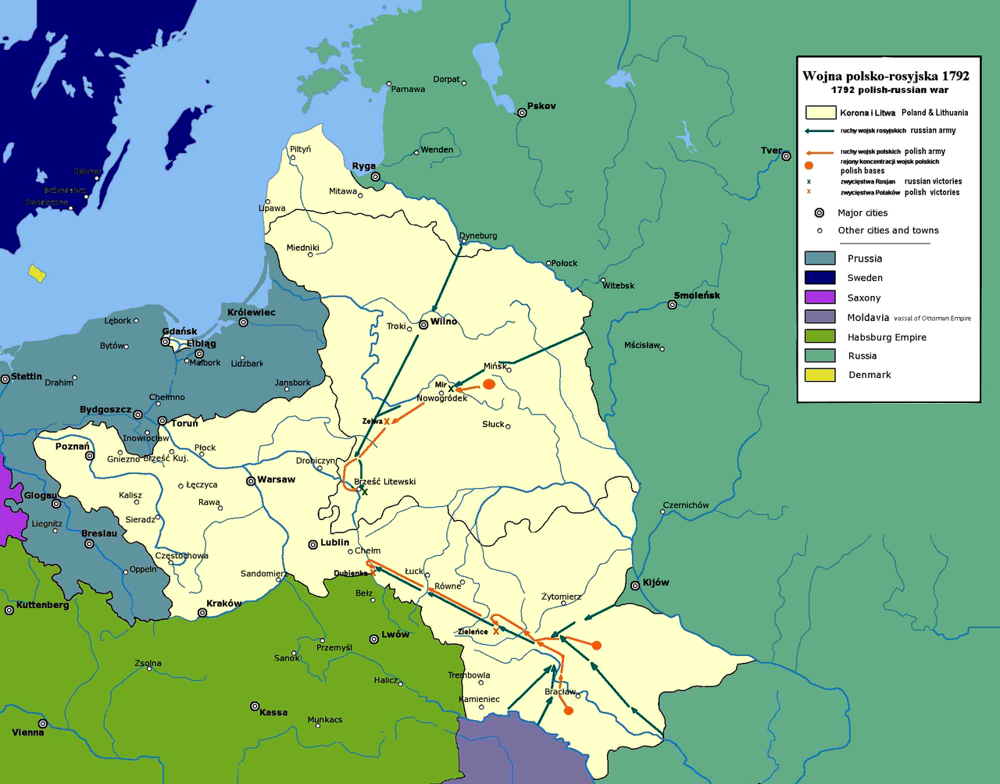 Wojna polsko-rosyjska 1792
1792 polish-russian war
Korona i Litwa Poland & Lithuania
ruchy wojsk rosyjskich russian army
ruchy wojsk polskich polish army
rejony koncentracji wojsk polskich
polish bases
x zwycięstwa Rosjan russian victories
x zwycięstwa Polaków polish victories
Major cities
Other cities and towns
Prussia
Sweden
Saxony
Moldavia vassal of Ottoman Empire
Habsburg Empire
Russia
Denmark
Dorpat
Parnawa
Pskov
Piltyń
Wenden
Tver
Ryga
Mitawa
Lipawa
Dyneburg
Miedniki
Połock
Witebsk
Smoleńsk
Królewiec
Lębork
Troki
Wilno
Gdańsk
Elbląg
Bytów
Malbork
Lidzbark
Mścisław
Mińsk
Stettin
Drahim
Jansbork
Mir x
Nowogródek
Chełmno
Bydgoszcz
Toruń
Zelwa x
Słuck
Inowrocław
Poznań
Gniezno
Brześć Kuj.
Płock
Droniczyn
Warsaw
Brześć Litewski
x
Łęczyca
Glogau
Kalisz
Rawa
Czernichów
Liegnitz
Sieradz
Breslau
Lublin
Chełm
Częstochowa
Oppeln
Sandomierz
Dubienka x
Łuck
Równe
Kijów
Bełz
Żytomierz
Kuttenberg
Kraków
Zieleńce x
Lwów
Przemyśl
Sanok
Zsolna
Trembowla
Halicz
Bracław
Kamieniec
Kassa
Munkacs
Vienna